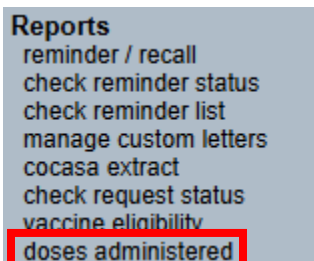 Reports
reminder / recall
check reminder status
check reminder list
manage custom letters
cocasa extract
check request status
vaccine eligibility
doses administered